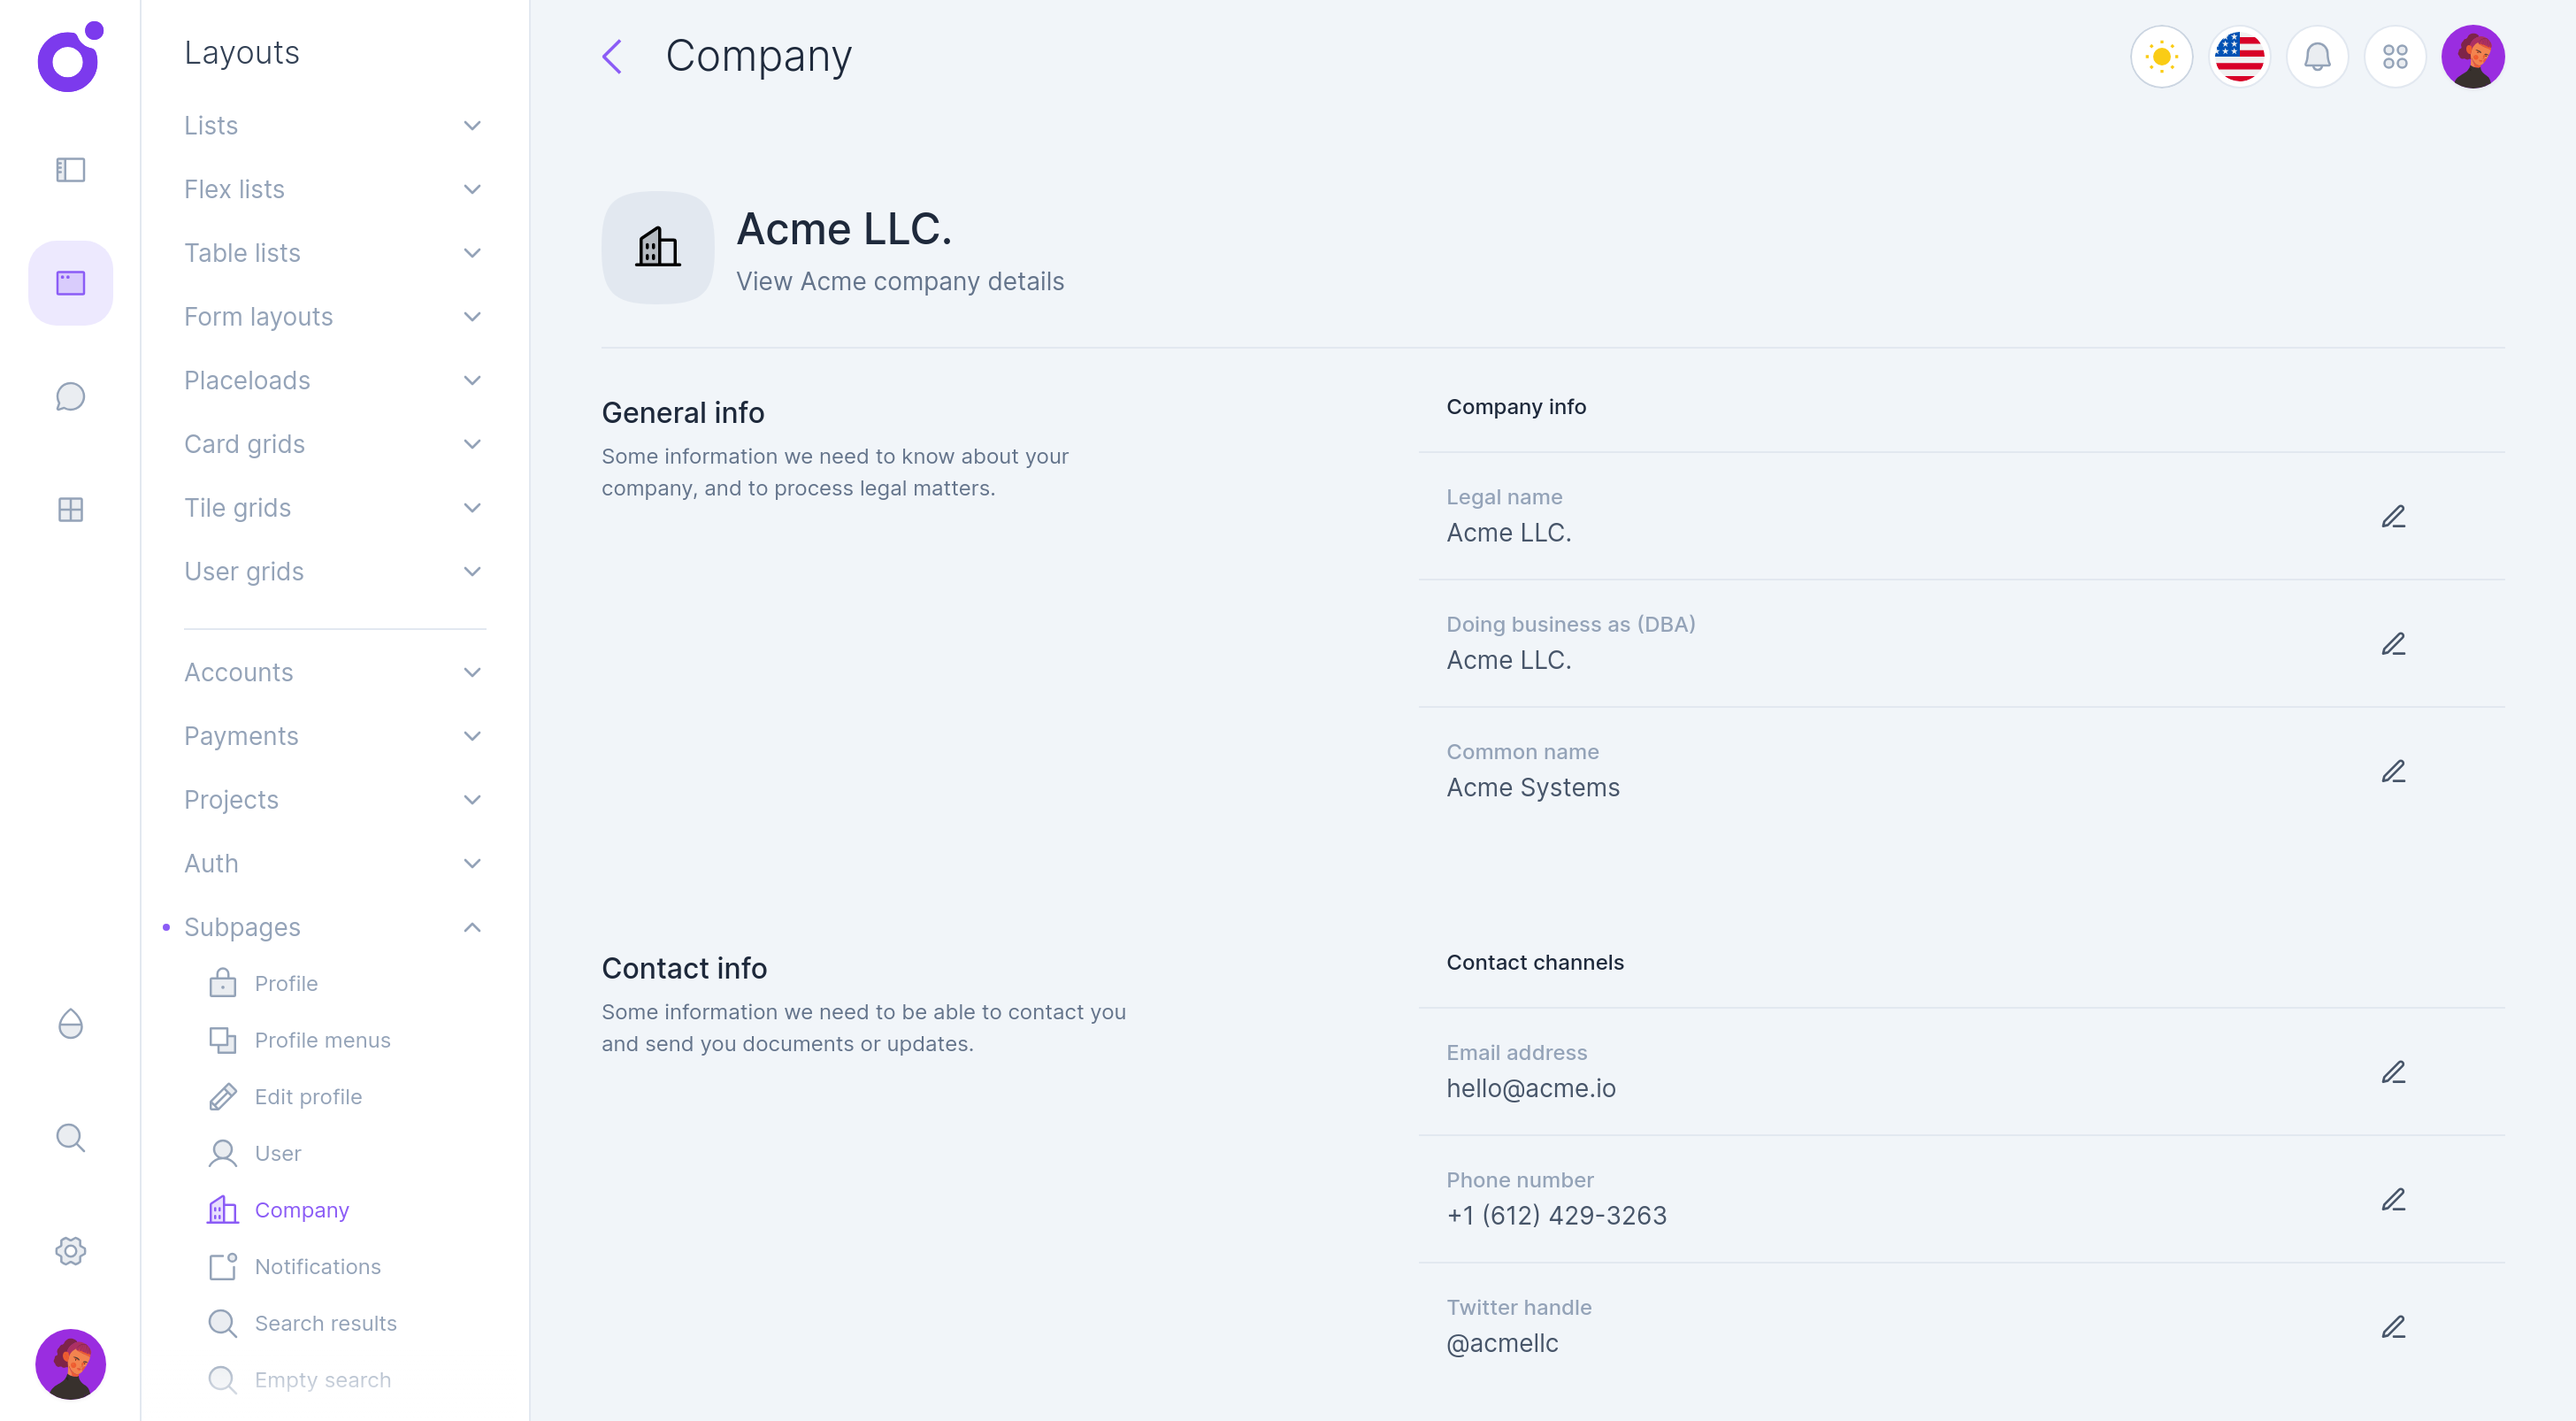 Layouts
Lists
Flex lists
Table lists
Form layouts
Placeloads
Card grids
Tile grids
User grids
Accounts
Payments
Projects
Auth
Subpages
Profile
Profile menus
Edit profile
User
Company
Notifications
Search results
Empty search
Company
Acme LLC.
View Acme company details
General info
Some information we need to know about your
company, and to process legal matters.
Company info
Legal name
Acme LLC.
Doing business as (DBA)
Acme LLC.
Common name
Acme Systems
Contact info
Some information we need to be able to contact you
and send you documents or updates.
Contact channels
Email address
hello@acme.io
Phone number
+1 (612) 429-3263
Twitter handle
@acmellc